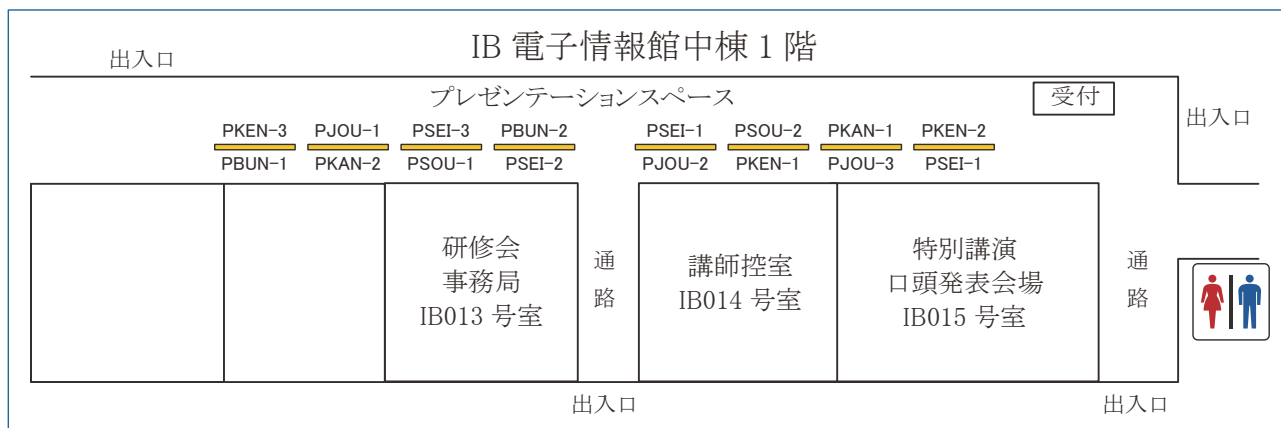 IB 電子情報館中棟 1 階
出入口
プレゼンテーションスペース
受付
出入口
PKEN-3 PJOU-1 PSEI-3 PBUN-2 PSEI-1 PSOU-2 PKAN-1 PKEN-2
PBUN-1 PKAN-2 PSOU-1 PSEI-2 PJOU-2 PKEN-1 PJOU-3 PSEI-1
研修会
事務局
IB013 号室
通
路
講師控室
IB014 号室
特別講演
口頭発表会場
IB015 号室
通
路
出入口
出入口